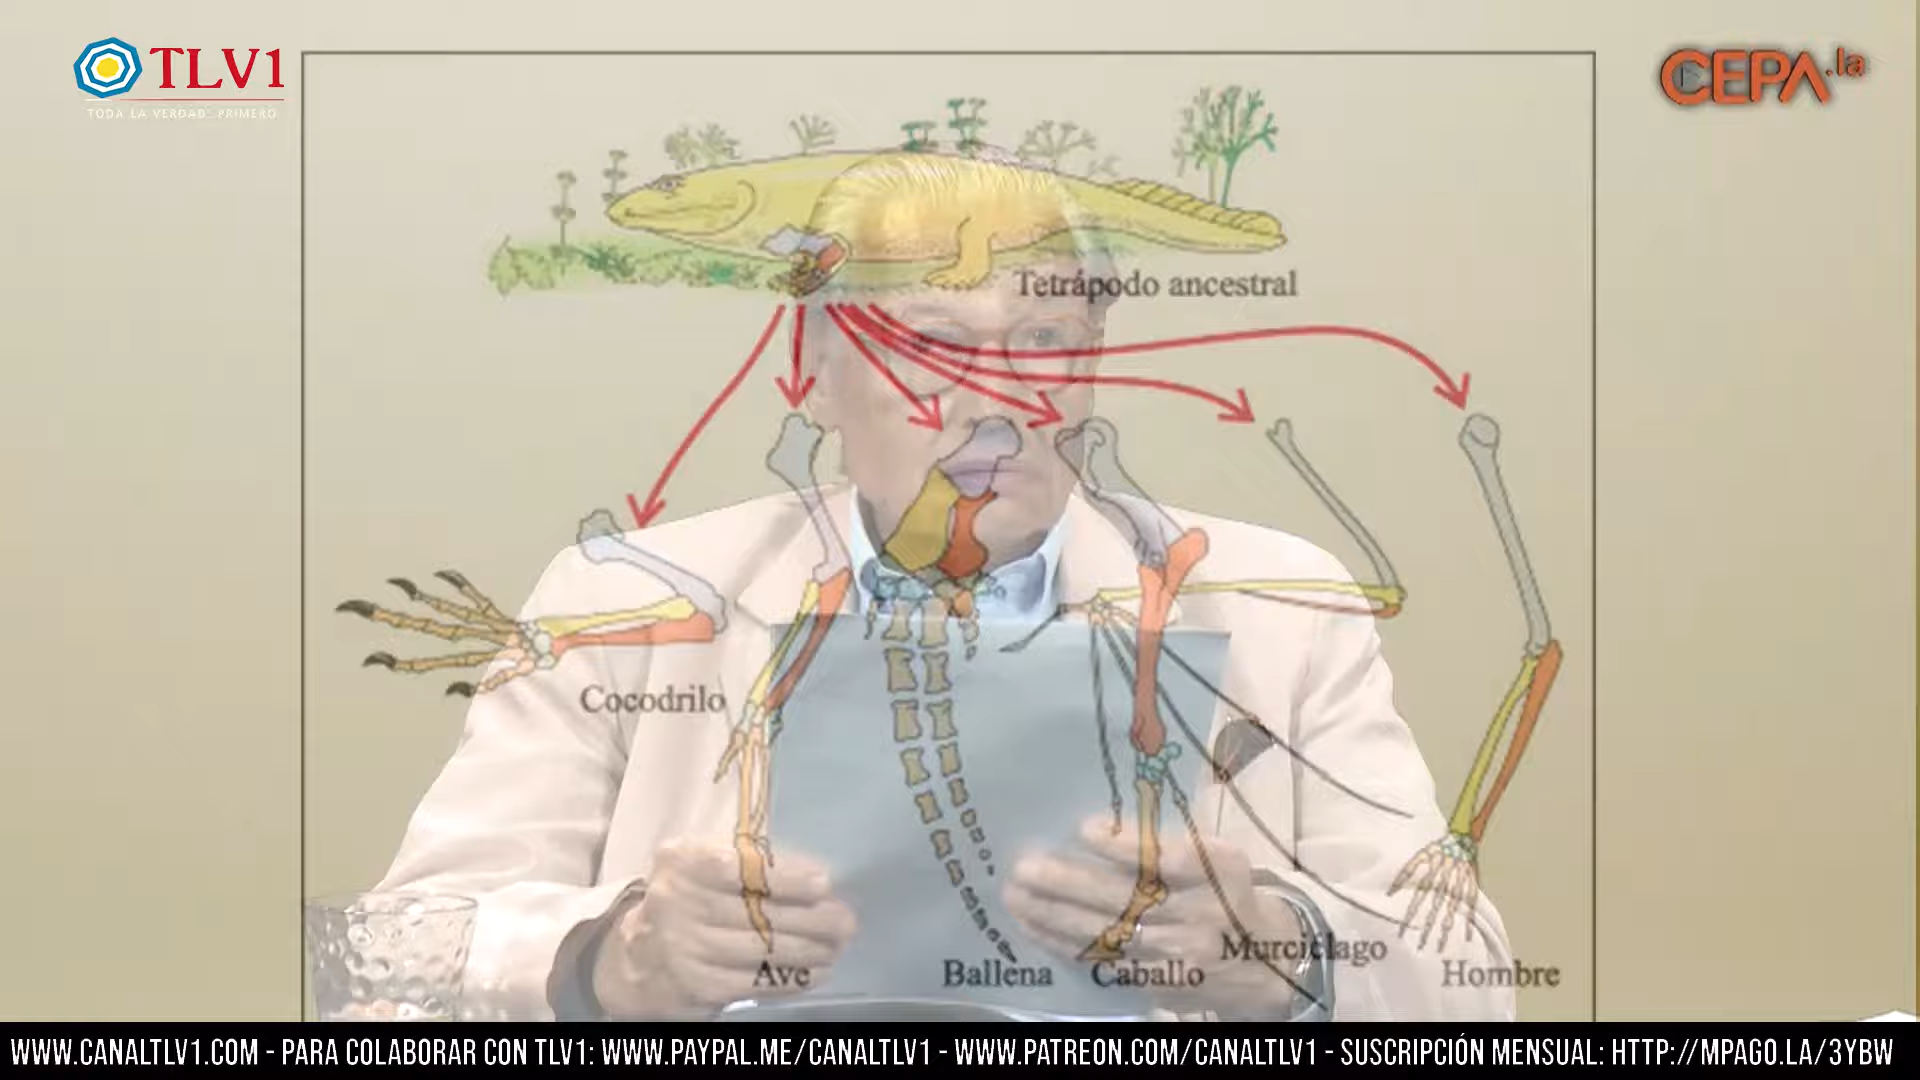 TLV1
TODA LA VERDAD PRIMERO
CEPA.la
Tetrápodo ancestral
Cocodrilo
Ave
Ballena
Caballo
Murciélago
Hombre
WWW.CANALTLV1.COM - PARA COLABORAR CON TLV1: WWW.PAYPAL.ME/CANALTLV1 - WWW.PATREON.COM/CANALTLV1 - SUSCRIPCIÓN MENSUAL: HTTP://MPAGO.LA/3YBW